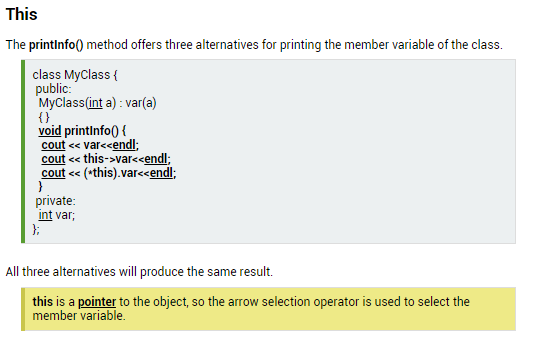 This
The printInfo() method offers three alternatives for printing the member variable of the class.
class MyClass {
public:
MyClass(int a) : var(a)
{}
void printInfo() {
cout << var<<endl;
cout << this->var<<endl;
cout << (*this).var<<endl;
}
private:
int var;
};
All three alternatives will produce the same result.
this is a pointer to the object, so the arrow selection operator is used to select the
member variable.